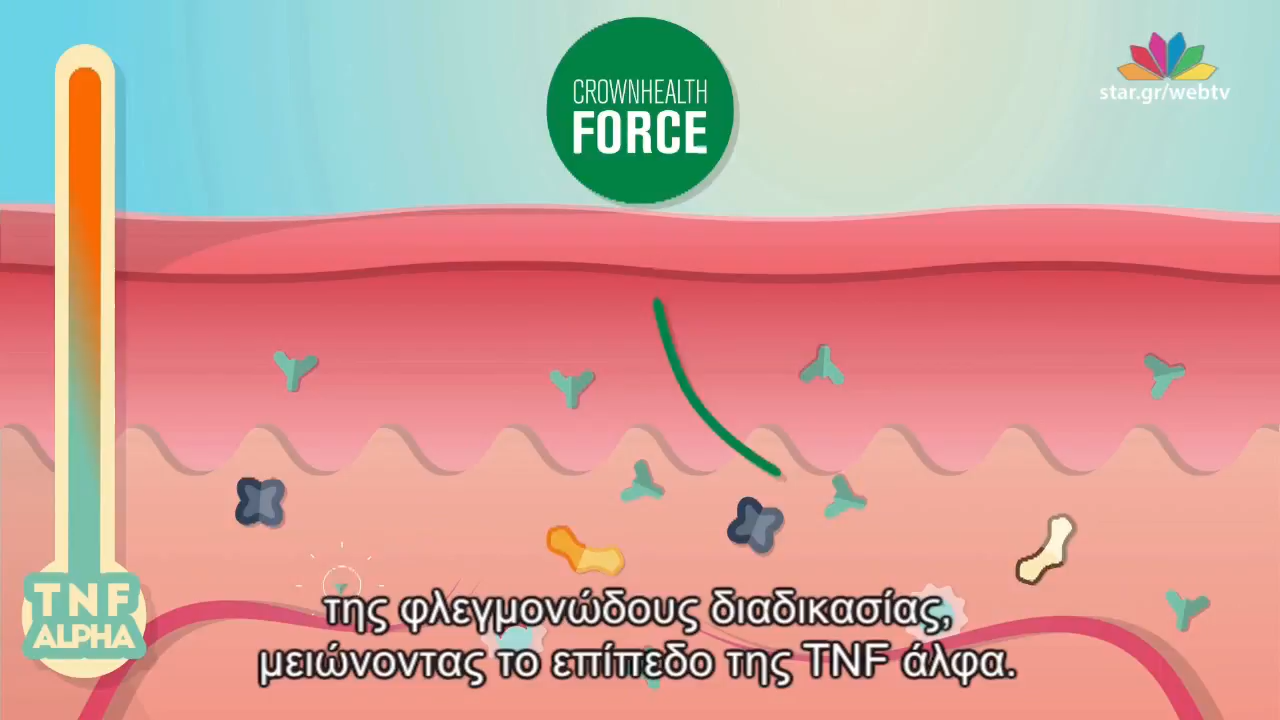 CROWNHEALTH
FORCE
star.gr/webtv
TNF
ALPHA
της φλεγμονώδους διαδικασίας,
μειώνοντας το επίπεδο της TNF άλφα.